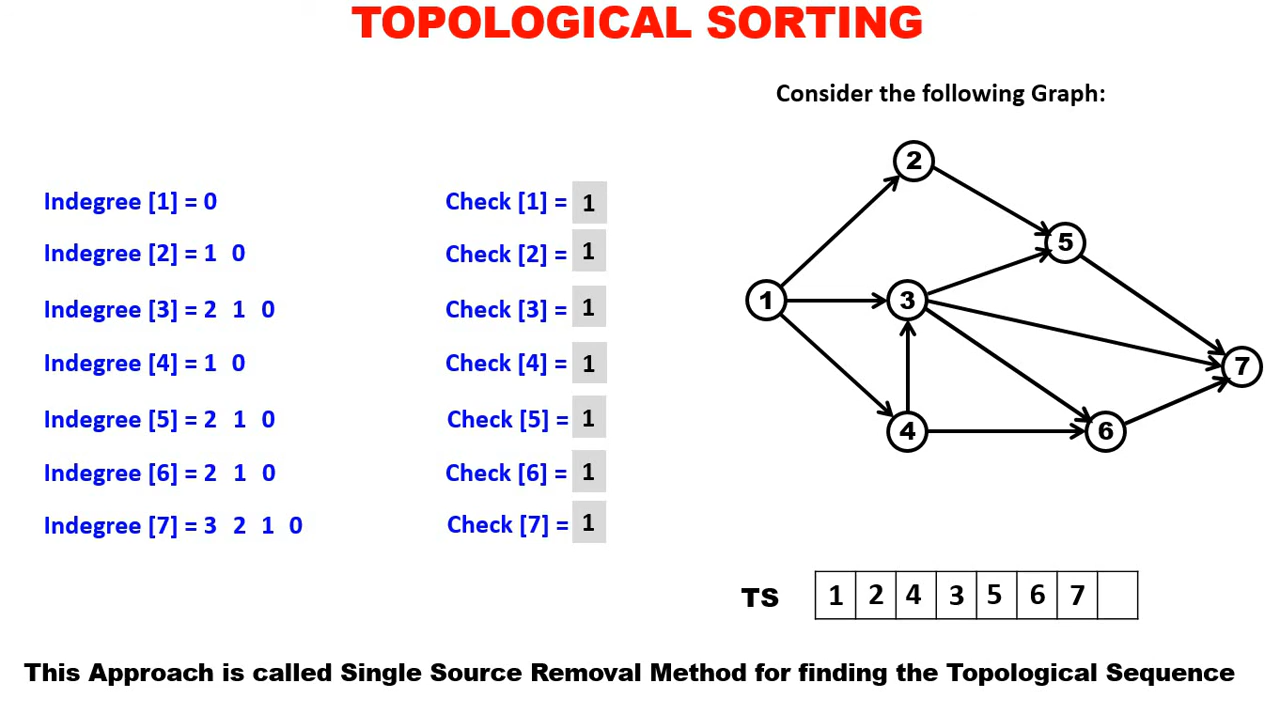 TOPOLOGICAL SORTING
Consider the following Graph:
Indegree [1] = 0
Indegree [2] = 1 0
Indegree [3] = 2 1 0
Indegree [4] = 1 0
Indegree [5] = 2 1 0
Indegree [6] = 2 1 0
Indegree [7] = 3 2 1 0
Check [1] = 1
Check [2] = 1
Check [3] = 1
Check [4] = 1
Check [5] = 1
Check [6] = 1
Check [7] = 1
2
5
1
3
7
4
6
TS 1 2 4 3 5 6 7
This Approach is called Single Source Removal Method for finding the Topological Sequence